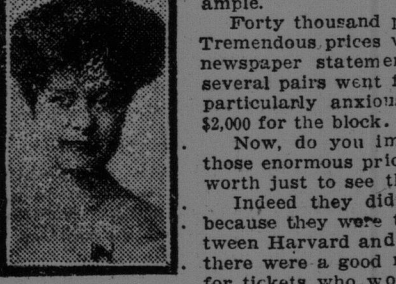 ample.
Forty thousand
Tremendous prices
newspaper stateme
several pairs went
particularly anxiou
$2,000 for the block.
Now, do you im
those enormous pric
worth just to see t
Indeed they did
because they were t
tween Harvard and
there were a good
for tickets who wo